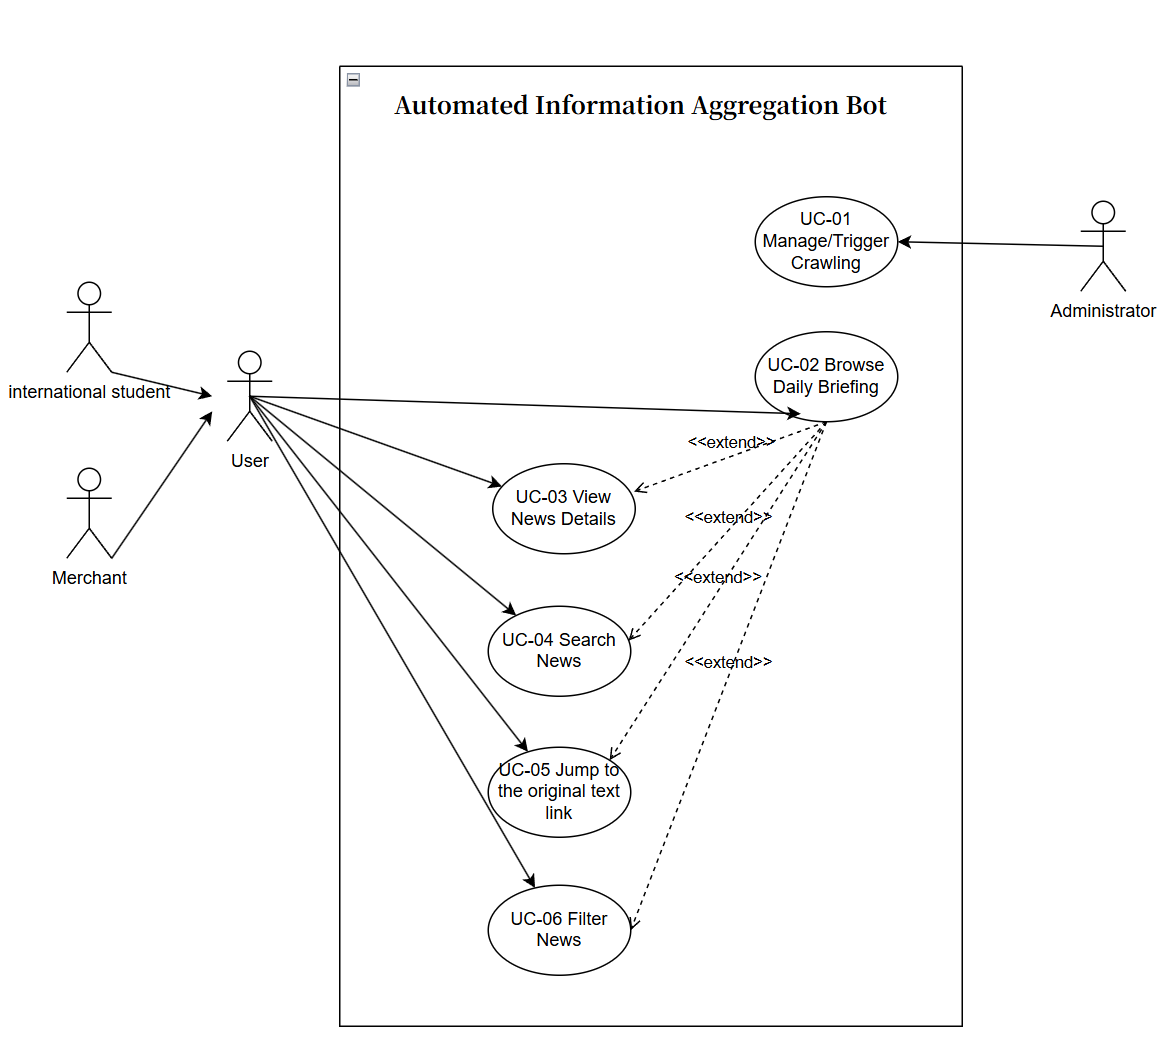 Automated Information Aggregation Bot
UC-01
Manage/Trigger
Crawling
Administrator
international student
User
Merchant
UC-02 Browse
Daily Briefing
<<extend>>
UC-03 View
News Details
<<extend>>
<<extend>>
UC-04 Search
News
<<extend>>
UC-05 Jump to
the original text
link
UC-06 Filter
News